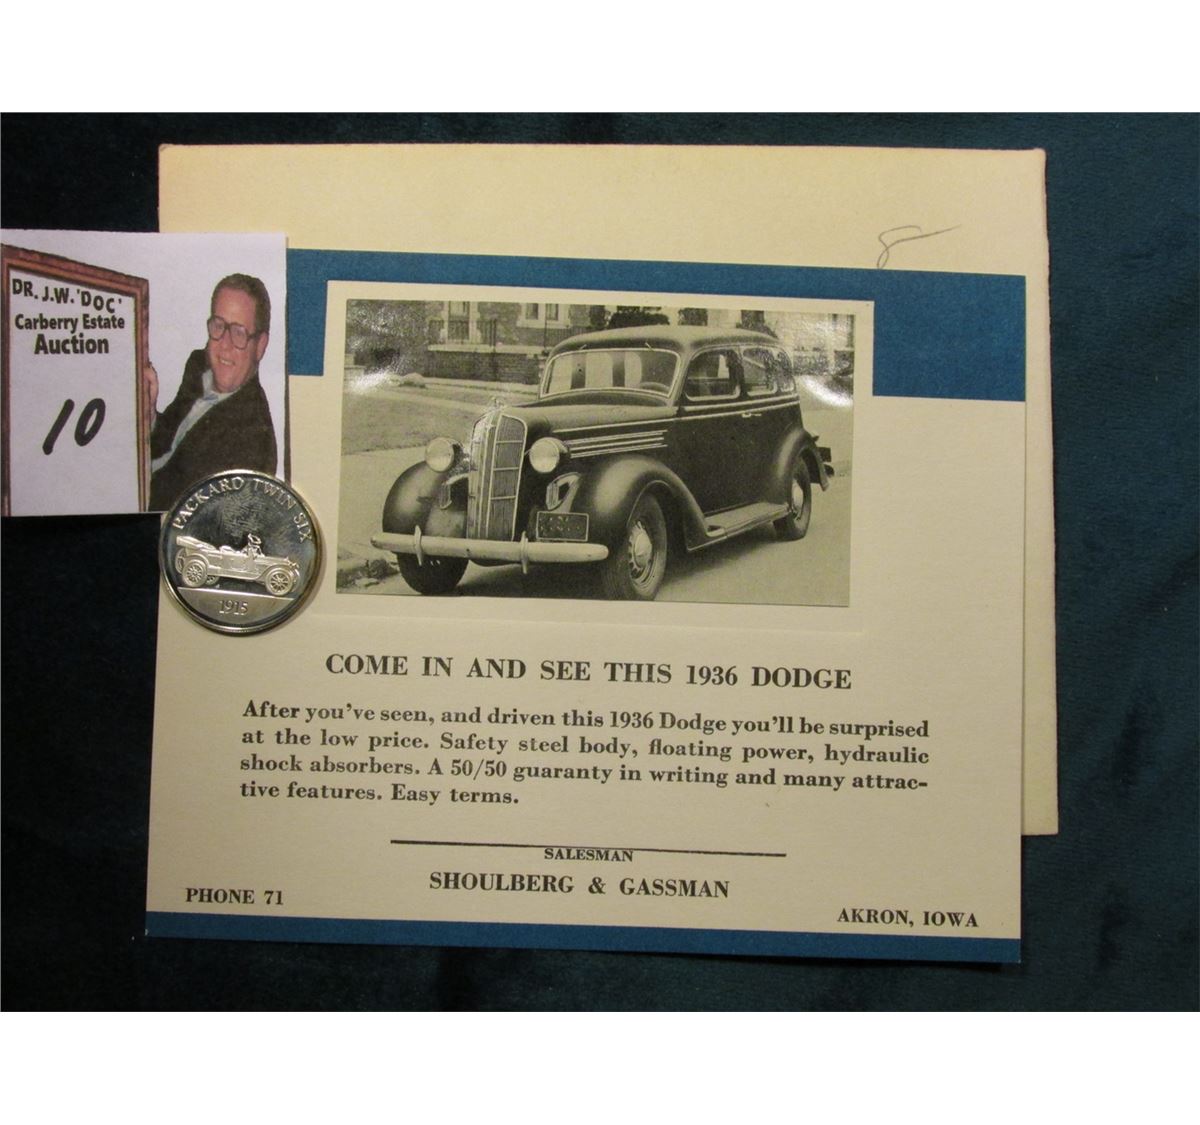 DR. J.W. 'DOC'
Carberry Estate
Auction
10
PACKARD TWIN SIX
1915
COME IN AND SEE THIS 1936 DODGE
After you've seen, and driven this 1936 Dodge you'll be surprised
at the low price. Safety steel body, floating power, hydraulic
shock absorbers. A 50/50 guaranty in writing and many attrac-
tive features. Easy terms.
SALESMAN
SHOULBERG & GASSMAN
PHONE 71
AKRON, IOWA